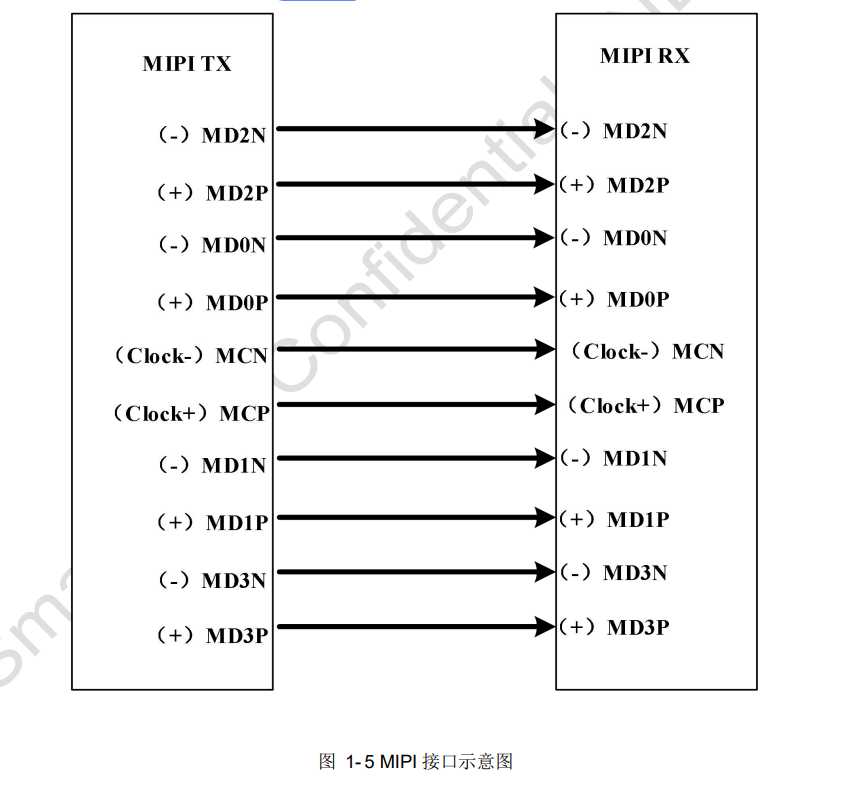 MIPI TX
MIPI RX
（-）MD2N
（-）MD2N
（+）MD2P
（+）MD2P
（-）MD0N
（-）MD0N
（+）MD0P
（+）MD0P
（Clock-）MCN
（Clock-）MCN
（Clock+）MCP
（Clock+）MCP
（-）MD1N
（-）MD1N
（+）MD1P
（+）MD1P
（-）MD3N
（-）MD3N
（+）MD3P
（+）MD3P
Confidential
图 1-5 MIPI 接口示意图